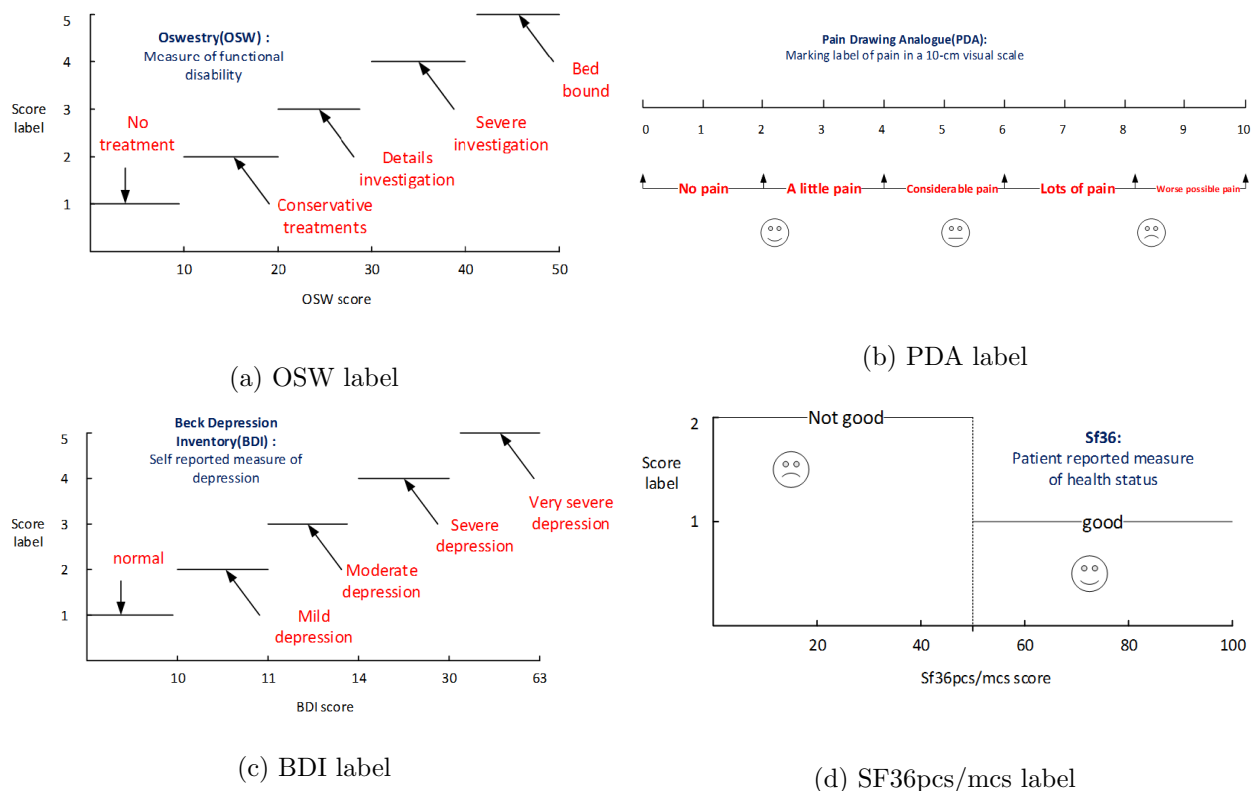 Oswestry(OSW) :
Measure of functional
disability
Score
label
5
4
3
2
1
No
treatment
Conservative
treatments
Details
investigation
Severe
investigation
Bed
bound
10
20
30
40
50
OSW score
(a) OSW label
Pain Drawing Analogue(PDA):
Marking label of pain in a 10-cm visual scale
0 1 2 3 4 5 6 7 8 9 10
No pain
A little pain
Considerable pain
Lots of pain
Worse possible pain
(b) PDA label
Beck Depression
Inventory(BDI) :
Self reported measure of
depression
Score
label
5
4
3
2
1
normal
Mild
depression
Moderate
depression
Severe
depression
Very severe
depression
10
11
14
30
63
BDI score
(c) BDI label
Score
label
2
1
Not good
Sf36:
Patient reported measure
of health status
good
20
40
60
80
100
Sf36pcs/mcs score
(d) SF36pcs/mcs label